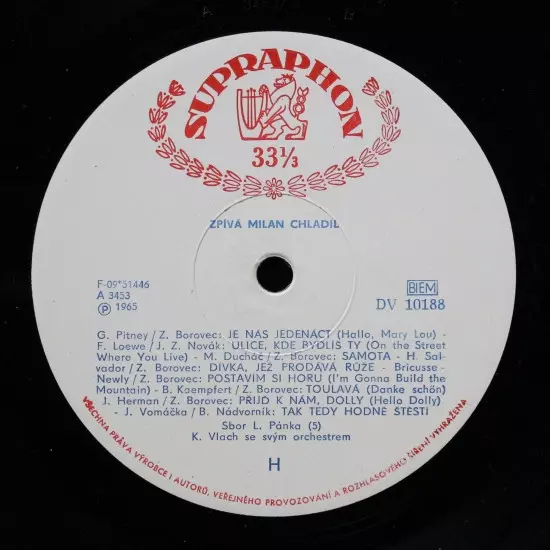 SUPRAPHON
33⅓
ZPÍVÁ MILAN CHLADIL
F-09*51446
A 3453
Ⓟ 1965
BIEM
DV 10188
G. Pitney/Z. Borovec: JE NÁS JEDENÁCT (Hallo, Mary Lou) -
F. Loewe/J. Z. Novák: ULICE, KDE BYDLÍŠ TY (On the Street
Where You Live) - M. Ducháč/Z. Borovec: SAMOTA - H. Sal-
vador/Z. Borovec: DÍVKA, JEŽ PRODÁVÁ RŮŽE - Bricusse-
Newly/Z. Borovec: POSTAVÍM SI HORU (I'm Gonna Build the
Mountain) - B. Kaempfert/Z. Borovec: TOULAVÁ (Danke schön)
J. Herman/Z. Borovec: PŘIJĎ K NÁM, DOLLY (Hello Dolly) -
- J. Vomáčka/B. Nádvorník: TAK TEDY HODNĚ ŠTĚSTÍ
Sbor L. Pánka (5)
K. Vlach se svým orchestrem
H
VŠECHNA PRÁVA VÝROBCE I AUTORŮ, VEŘEJNÉHO PROVOZOVÁNÍ A ROZHLASOVÉHO ŠÍŘENÍ VYHRAŽENA